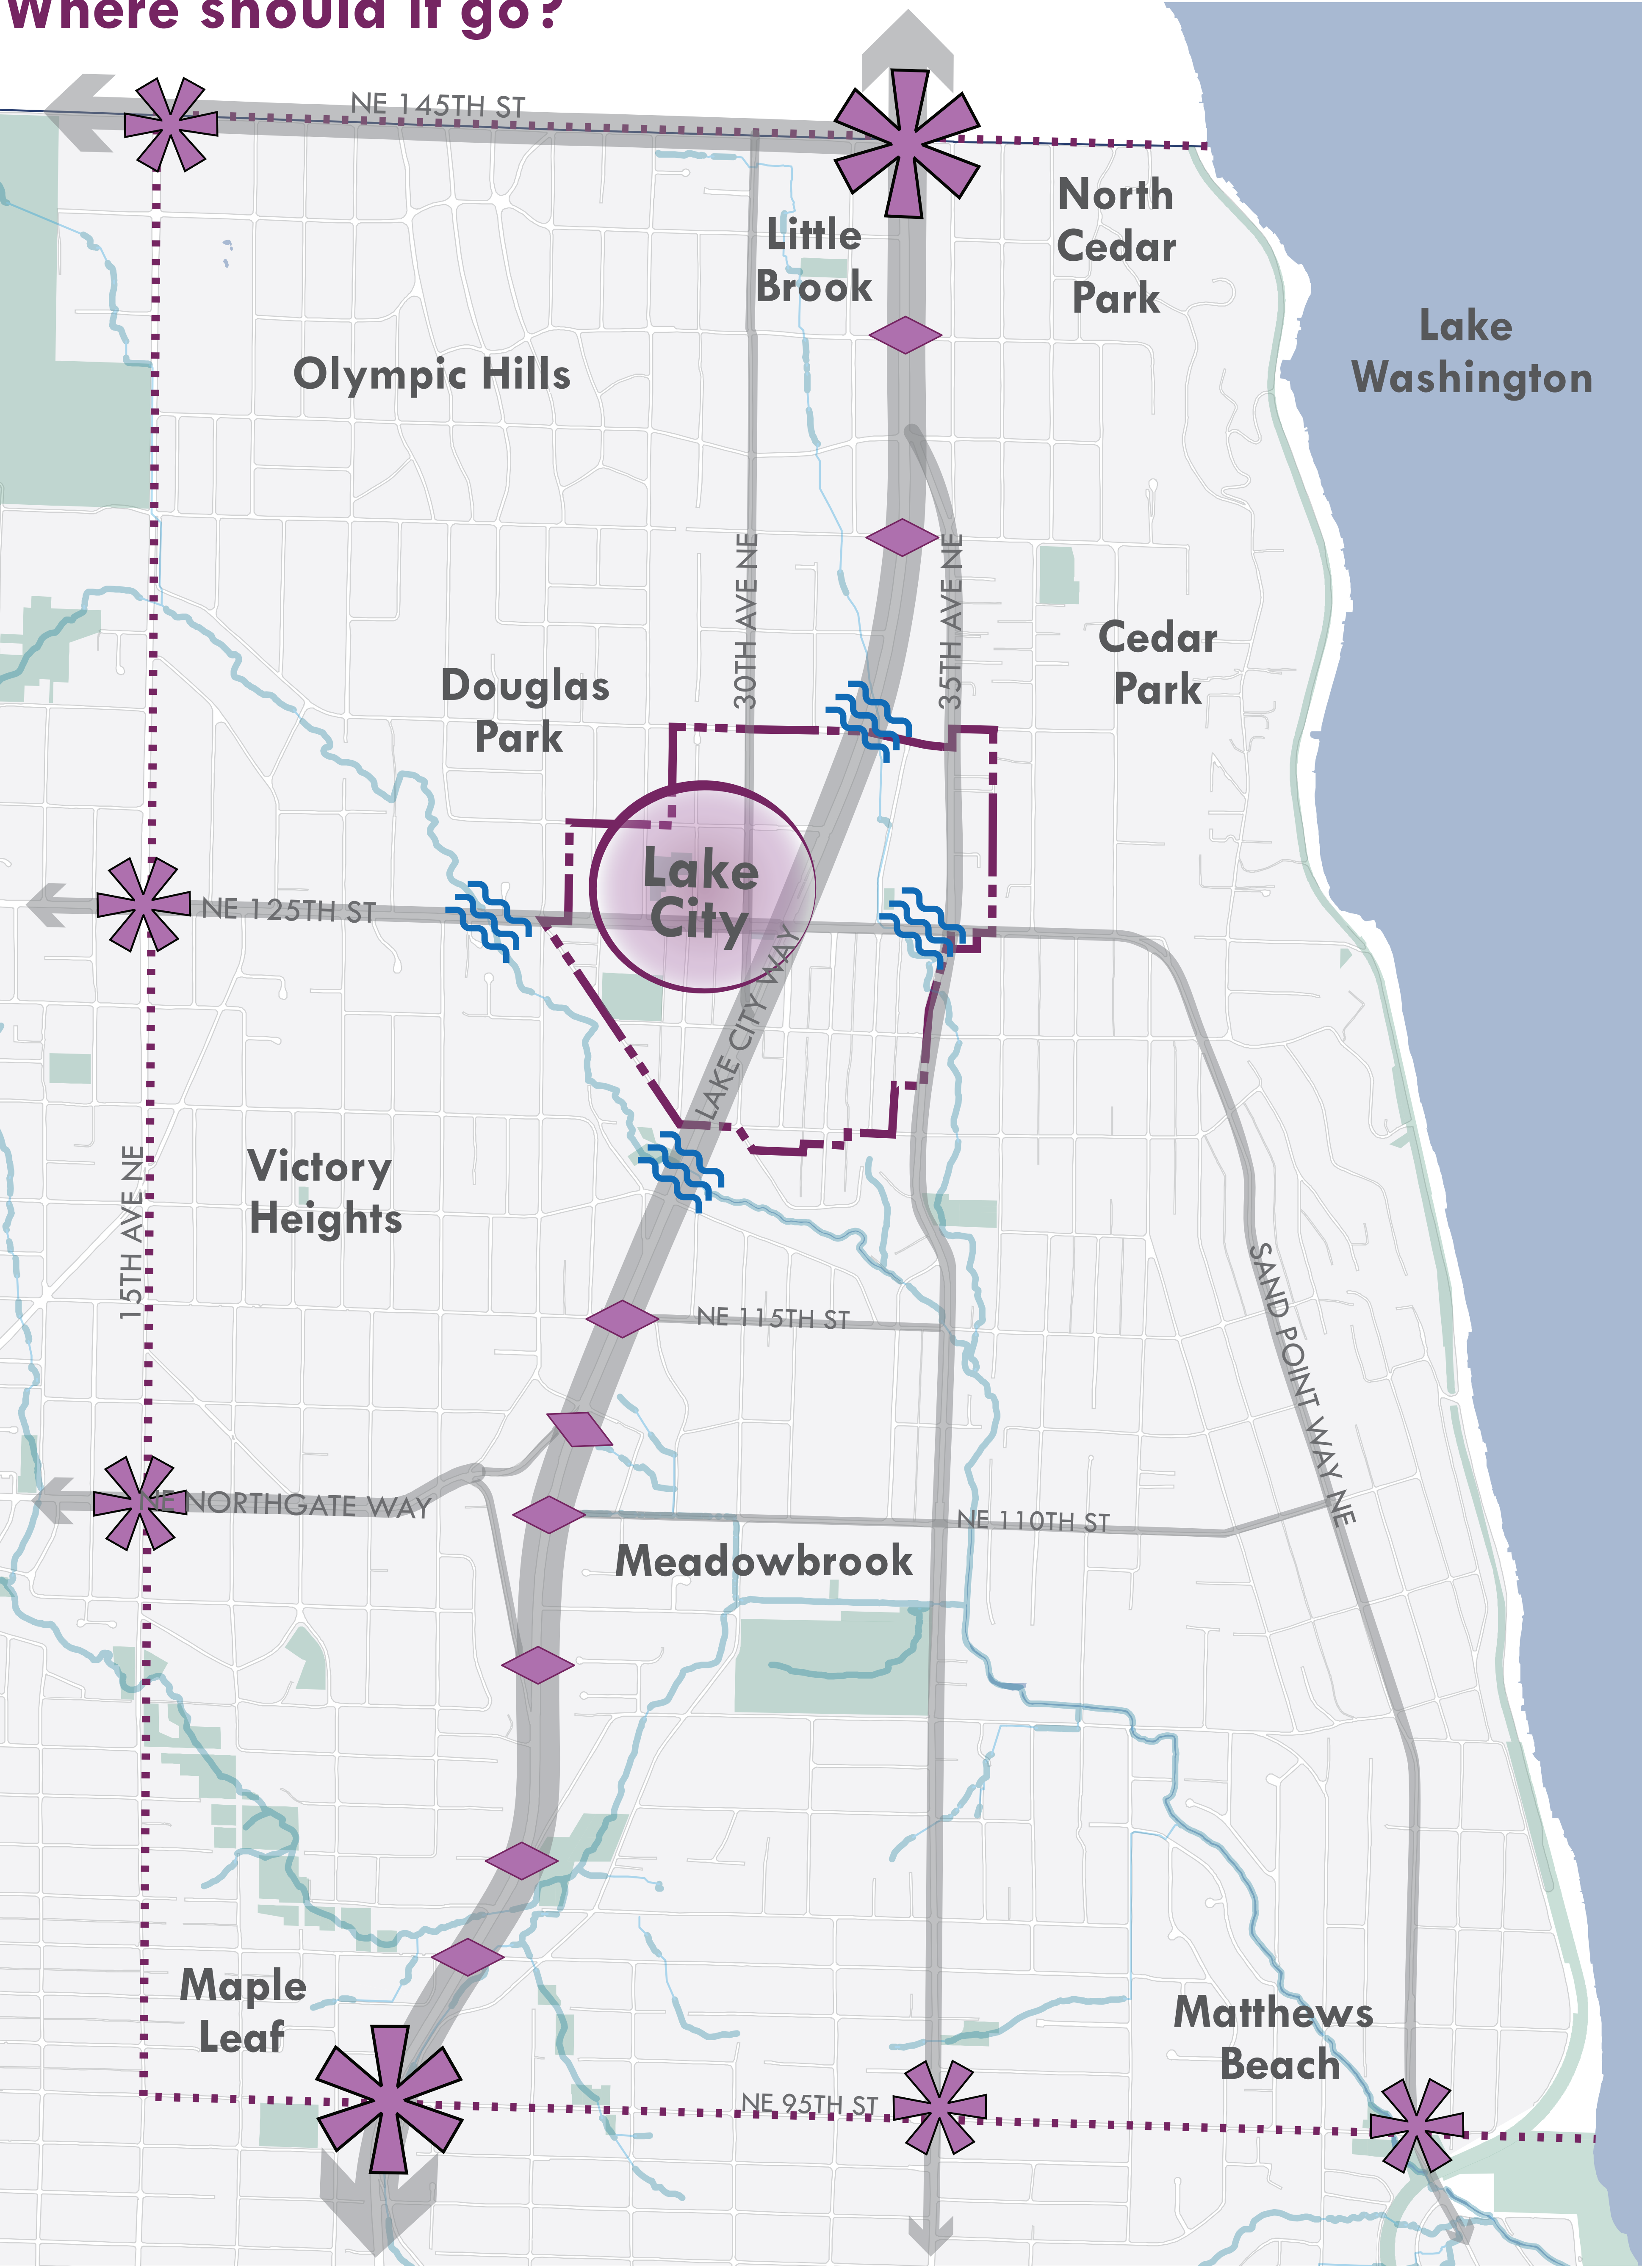 Where should it go?
NE 145TH ST
North
Cedar
Park
Little
Brook
Lake
Washington
Olympic Hills
30TH AVE NE
35TH AVE NE
Cedar
Park
Douglas
Park
Lake
City
NE 125TH ST
LAKE CITY WAY
Victory
Heights
15TH AVE NE
SAND POINT WAY NE
NE 115TH ST
NE NORTHGATE WAY
NE 110TH ST
Meadowbrook
Maple
Leaf
Matthews
Beach
NE 95TH ST